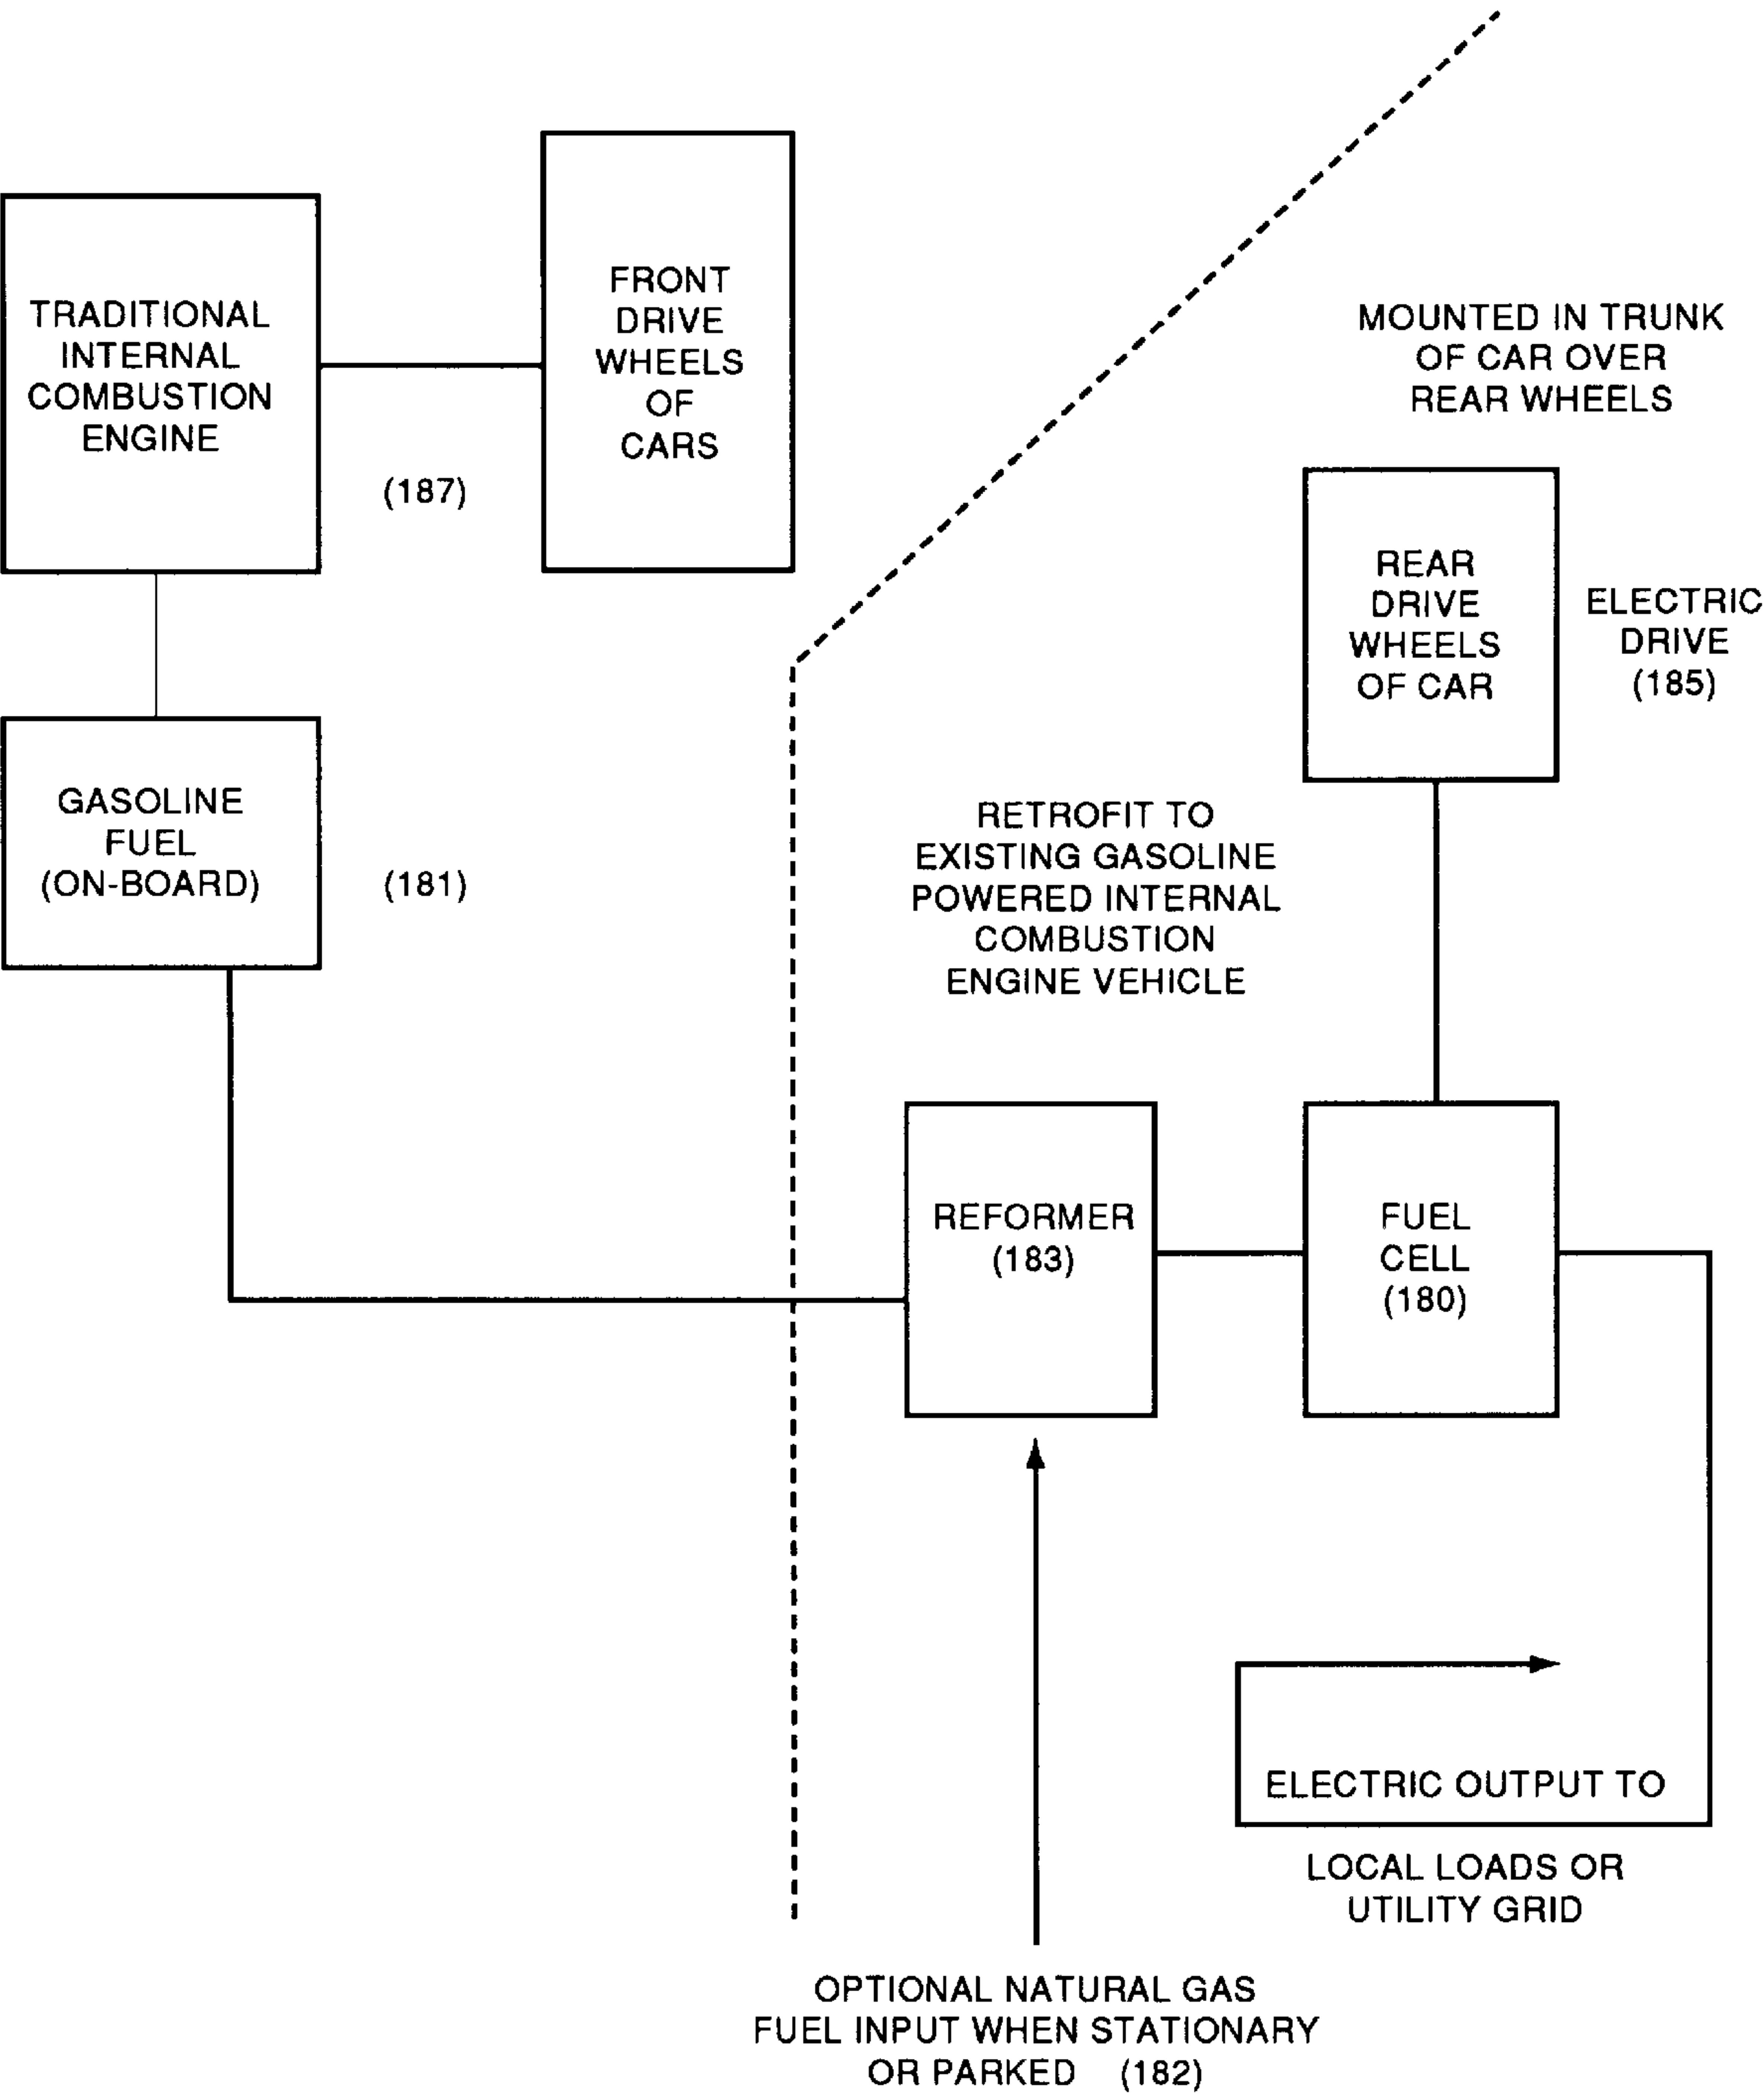 TRADITIONAL
INTERNAL
COMBUSTION
ENGINE
(187)
FRONT
DRIVE
WHEELS
OF
CARS
MOUNTED IN TRUNK
OF CAR OVER
REAR WHEELS
REAR
DRIVE
WHEELS
OF CAR
ELECTRIC
DRIVE
(185)
GASOLINE
FUEL
(ON-BOARD)
(181)
RETROFIT TO
EXISTING GASOLINE
POWERED INTERNAL
COMBUSTION
ENGINE VEHICLE
REFORMER
(183)
FUEL
CELL
(180)
ELECTRIC OUTPUT TO
LOCAL LOADS OR
UTILITY GRID
OPTIONAL NATURAL GAS
FUEL INPUT WHEN STATIONARY
OR PARKED (182)